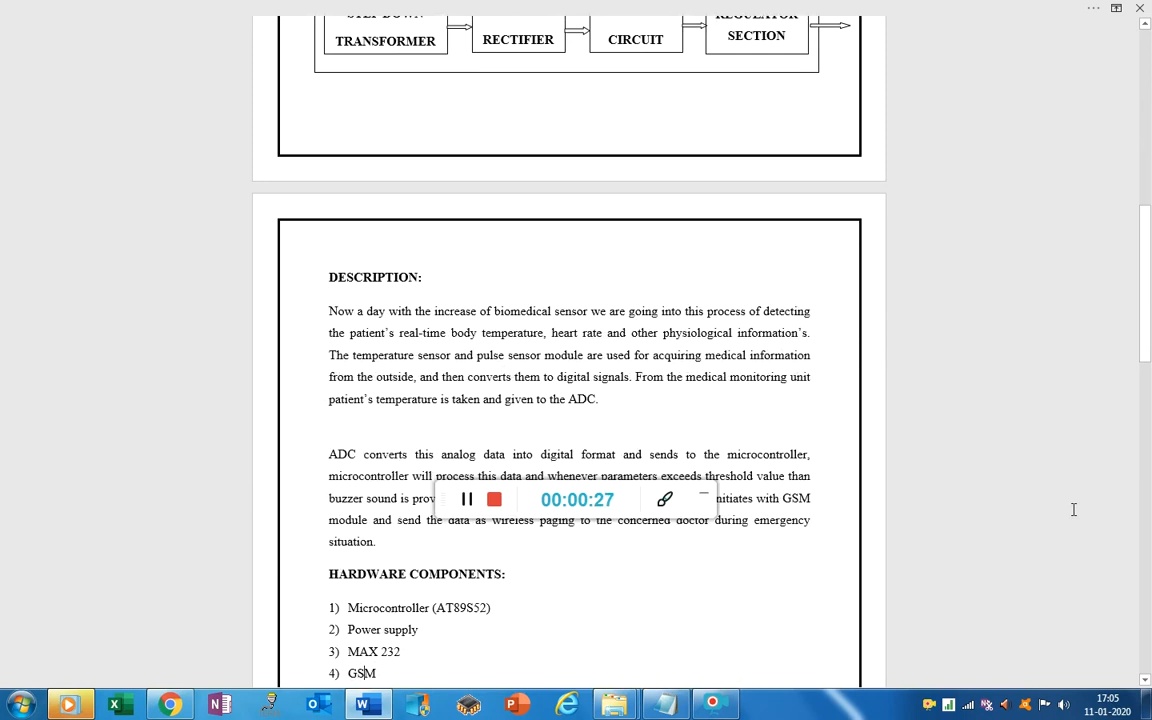 TRANSFORMER
RECTIFIER
CIRCUIT
SECTION
DESCRIPTION:
Now a day with the increase of biomedical sensor we are going into this process of detecting
the patient's real-time body temperature, heart rate and other physiological information's.
The temperature sensor and pulse sensor module are used for acquiring medical information
from the outside, and then converts them to digital signals. From the medical monitoring unit
patient's temperature is taken and given to the ADC.
ADC converts this analog data into digital format and sends to the microcontroller,
microcontroller will process this data and whenever parameters exceeds threshold value than
buzzer sound is prov
nitiates with GSM
00:00:27
module and send the data as wireless paging to the concerned doctor during emergency
situation.
HARDWARE COMPONENTS:
1) Microcontroller (AT89S52)
2) Power supply
3) MAX 232
4) GSM
17:05
11-01-2020